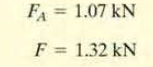 F_A = 1.07 kN
F = 1.32 kN